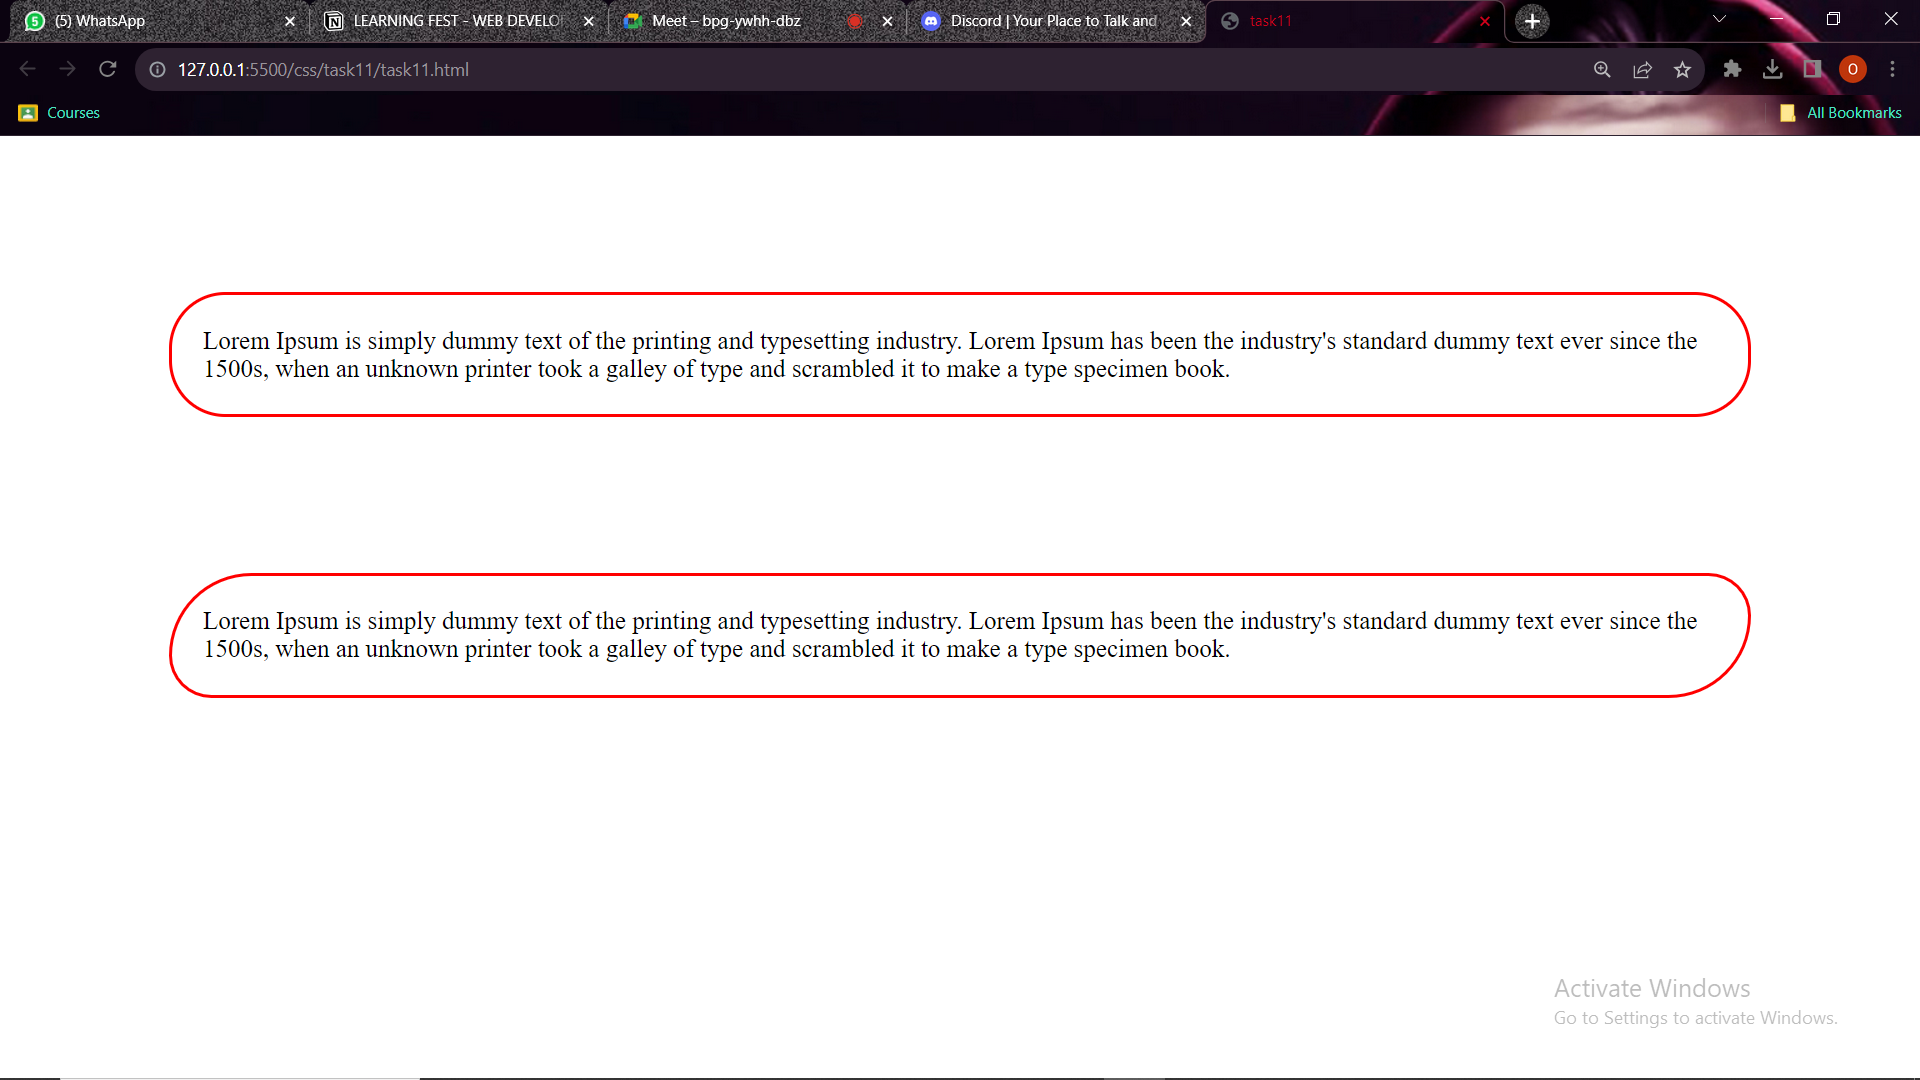 5 (5) WhatsApp
LEARNING FEST - WEB DEVELO
Meet – bpg-ywhh-dbz
Discord | Your Place to Talk and
task11
127.0.0.1:5500/css/task11/task11.html
O
Courses
All Bookmarks
Lorem Ipsum is simply dummy text of the printing and typesetting industry. Lorem Ipsum has been the industry's standard dummy text ever since the
1500s, when an unknown printer took a galley of type and scrambled it to make a type specimen book.
Lorem Ipsum is simply dummy text of the printing and typesetting industry. Lorem Ipsum has been the industry's standard dummy text ever since the
1500s, when an unknown printer took a galley of type and scrambled it to make a type specimen book.
Activate Windows
Go to Settings to activate Windows.